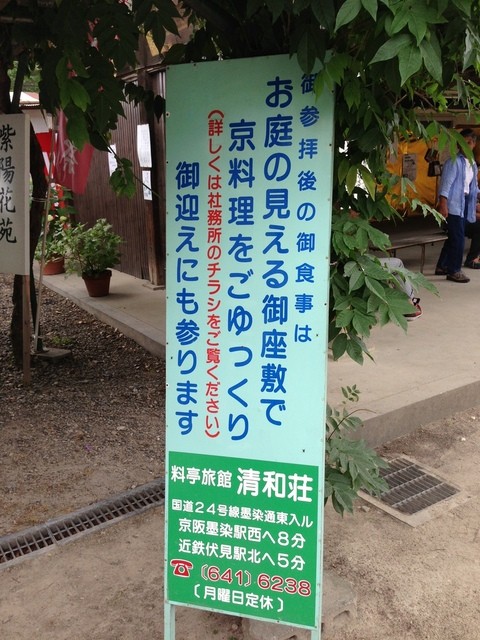 御参拝後の御食事は
お庭の見える御座敷で
京料理をごゆっくり
(詳しくは社務所のチラシをご覧ください)
御迎えにも参ります
料亭旅館 清和荘
国道24号線墨染通東入ル
京阪墨染駅西へ8分
近鉄伏見駅北へ5分
☎ (641) 6238
〔月曜日定休〕
紫陽花苑